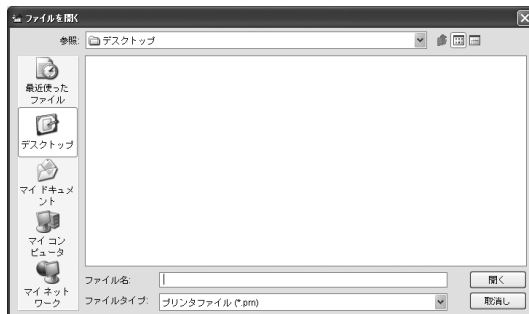 ファイルを開く
参照:
デスクトップ
最近使った
ファイル
デスクトップ
マイ ドキュメ
ント
マイ コン
ピュータ
マイ ネット
ワーク
ファイル名:
開く
ファイルタイプ:
プリンタファイル (*.prn)
取消し